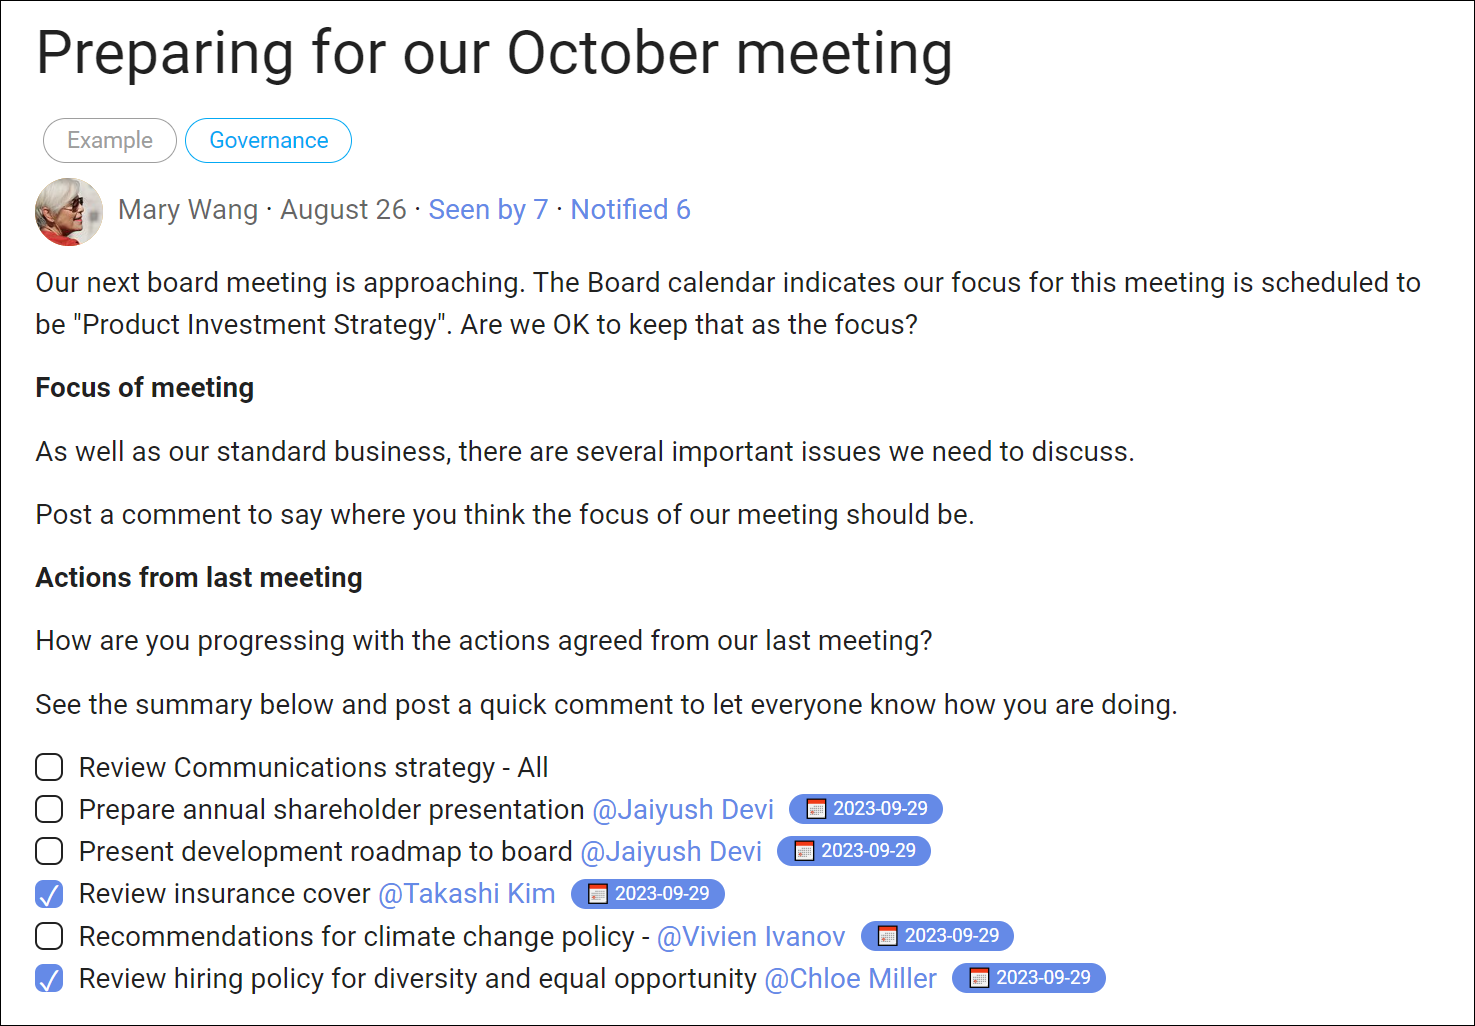 Preparing for our October meeting
Example Governance
Mary Wang · August 26 · Seen by 7 · Notified 6
Our next board meeting is approaching. The Board calendar indicates our focus for this meeting is scheduled to
be "Product Investment Strategy". Are we OK to keep that as the focus?
Focus of meeting
As well as our standard business, there are several important issues we need to discuss.
Post a comment to say where you think the focus of our meeting should be.
Actions from last meeting
How are you progressing with the actions agreed from our last meeting?
See the summary below and post a quick comment to let everyone know how you are doing.
Review Communications strategy - All
Prepare annual shareholder presentation @Jaiyush Devi 2023-09-29
Present development roadmap to board @Jaiyush Devi 2023-09-29
Review insurance cover @Takashi Kim 2023-09-29
Recommendations for climate change policy - @Vivien Ivanov 2023-09-29
Review hiring policy for diversity and equal opportunity @Chloe Miller 2023-09-29